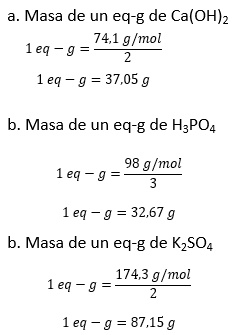 a. Masa de un eq-g de Ca(OH)₂
1 eq − g = 74,1 g/mol / 2
1 eq − g = 37,05 g
b. Masa de un eq-g de H₃PO₄
1 eq − g = 98 g/mol / 3
1 eq − g = 32,67 g
b. Masa de un eq-g de K₂SO₄
1 eq − g = 174,3 g/mol / 2
1 eq − g = 87,15 g